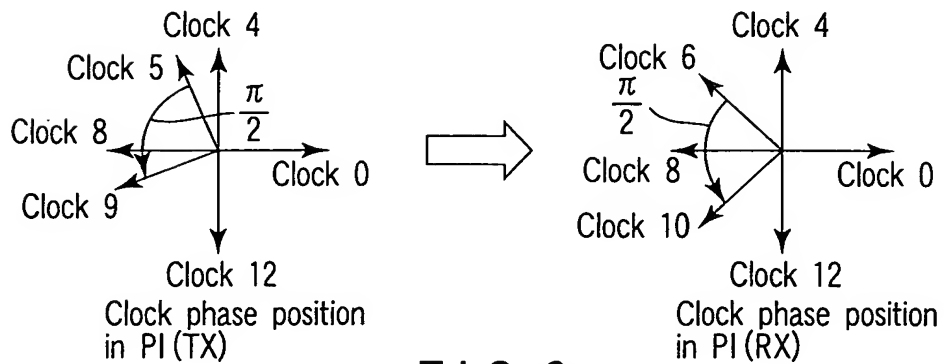 Clock 4
Clock 5
π/2
Clock 8
Clock 0
Clock 9
Clock 12
Clock phase position
in PI (TX)
Clock 4
Clock 6
π/2
Clock 8
Clock 0
Clock 10
Clock 12
Clock phase position
in PI (RX)